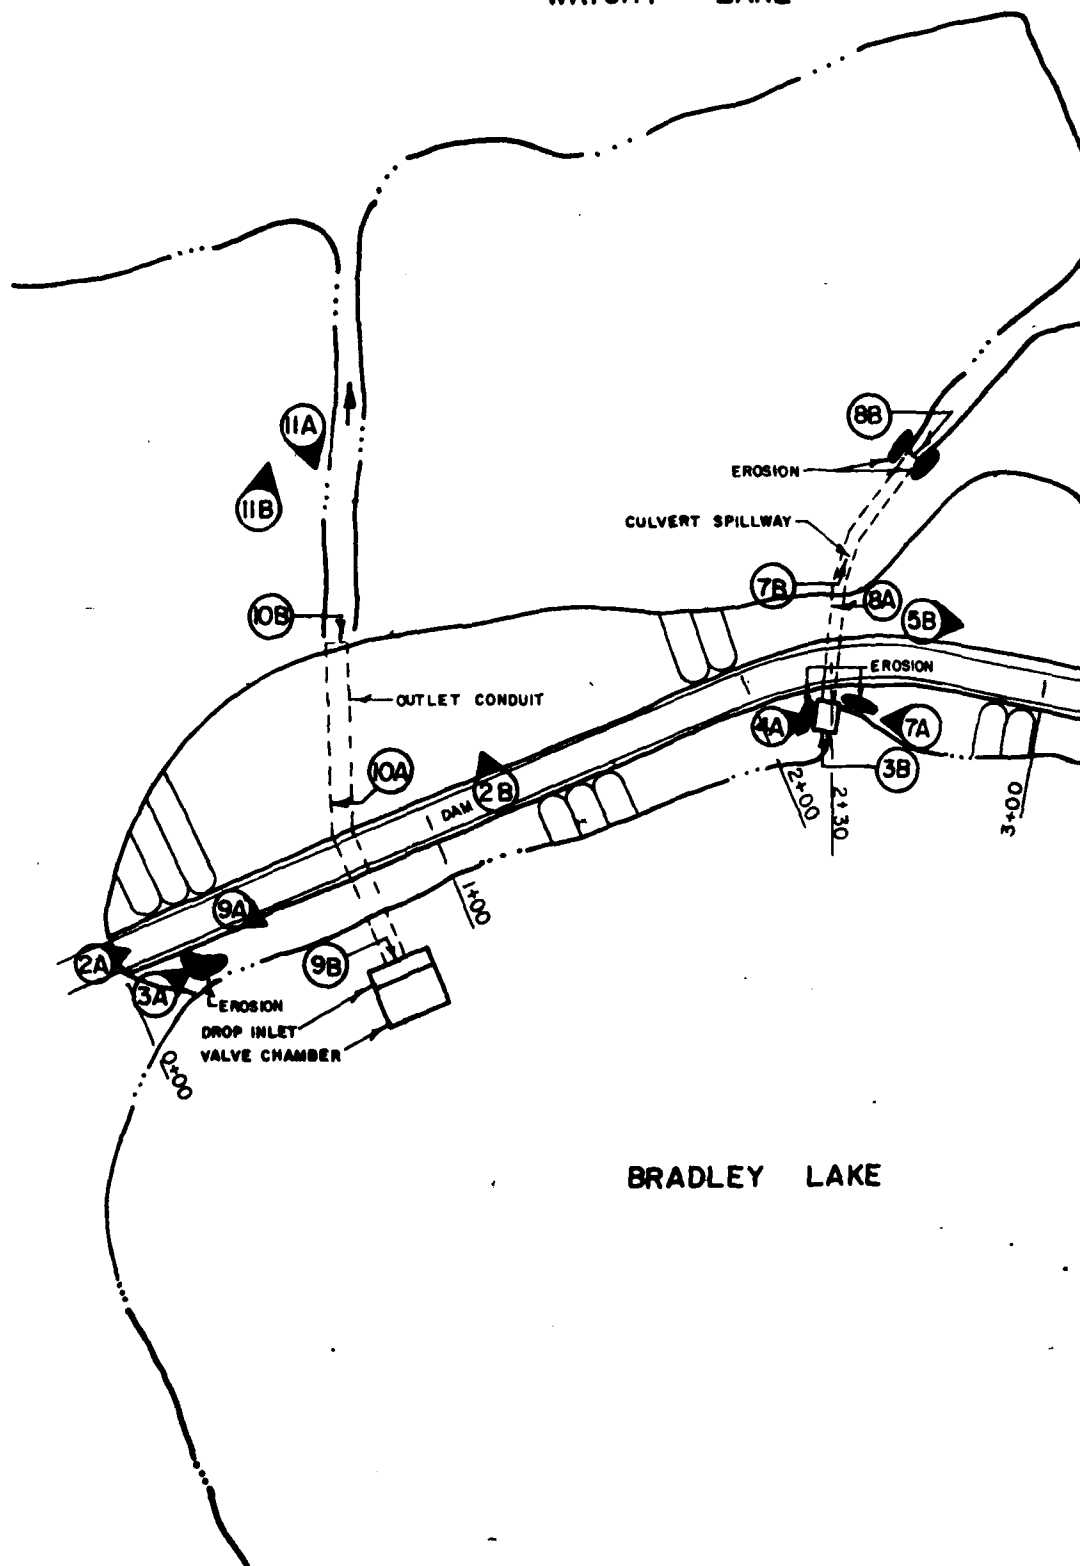 LAKE
8B
11A
EROSION
11B
CULVERT SPILLWAY
7B
8A
10B
5B
EROSION
OUTLET CONDUIT
4A
7A
10A
3B
2B
DAM
2+00
2+30
3+00
9A
1+00
2A
9B
3A
EROSION
DROP INLET
VALVE CHAMBER
0+00
BRADLEY LAKE